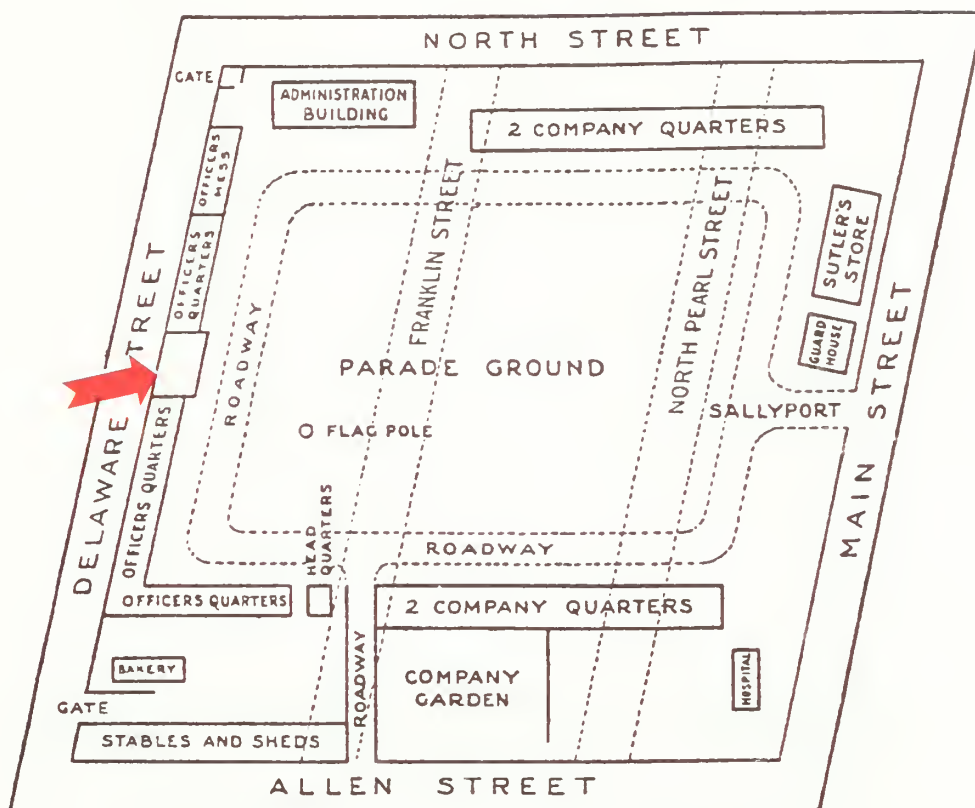 NORTH STREET
GATE
ADMINISTRATION
BUILDING
2 COMPANY QUARTERS
OFFICERS
MESS
OFFICERS
QUARTERS
DELAWARE STREET
FRANKLIN STREET
NORTH PEARL STREET
SUTLER'S
STORE
GUARD
HOUSE
ROADWAY
PARADE GROUND
SALLYPORT
MAIN STREET
FLAG POLE
OFFICERS QUARTERS
HEAD
QUARTERS
ROADWAY
OFFICERS QUARTERS
2 COMPANY QUARTERS
BAKERY
ROADWAY
COMPANY
GARDEN
HOSPITAL
GATE
STABLES AND SHEDS
ALLEN STREET